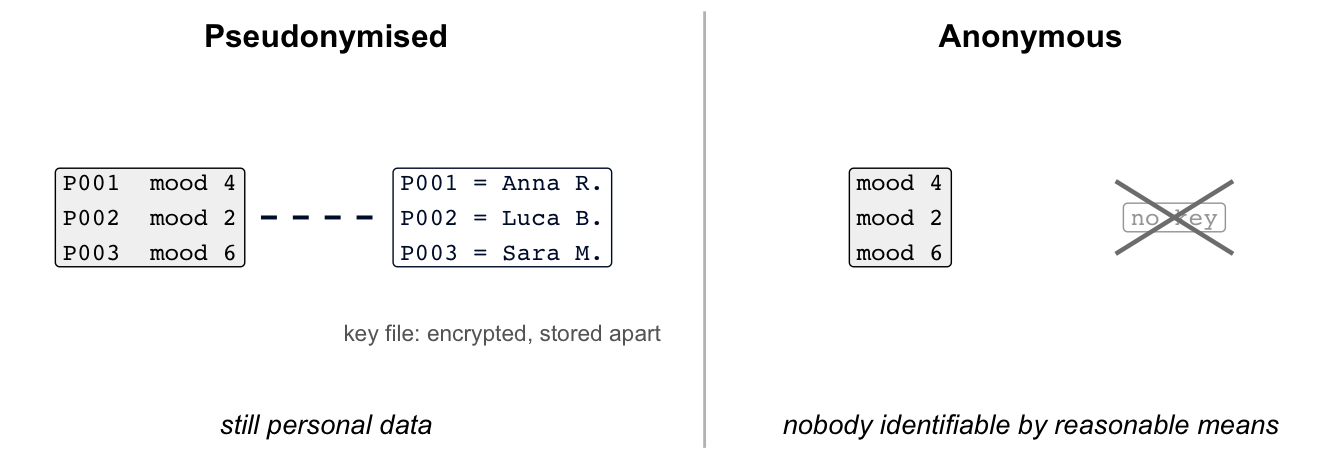 Pseudonymised
P001  mood 4
P002  mood 2
P003  mood 6
P001 = Anna R.
P002 = Luca B.
P003 = Sara M.
key file: encrypted, stored apart
still personal data
Anonymous
mood 4
mood 2
mood 6
no key
nobody identifiable by reasonable means